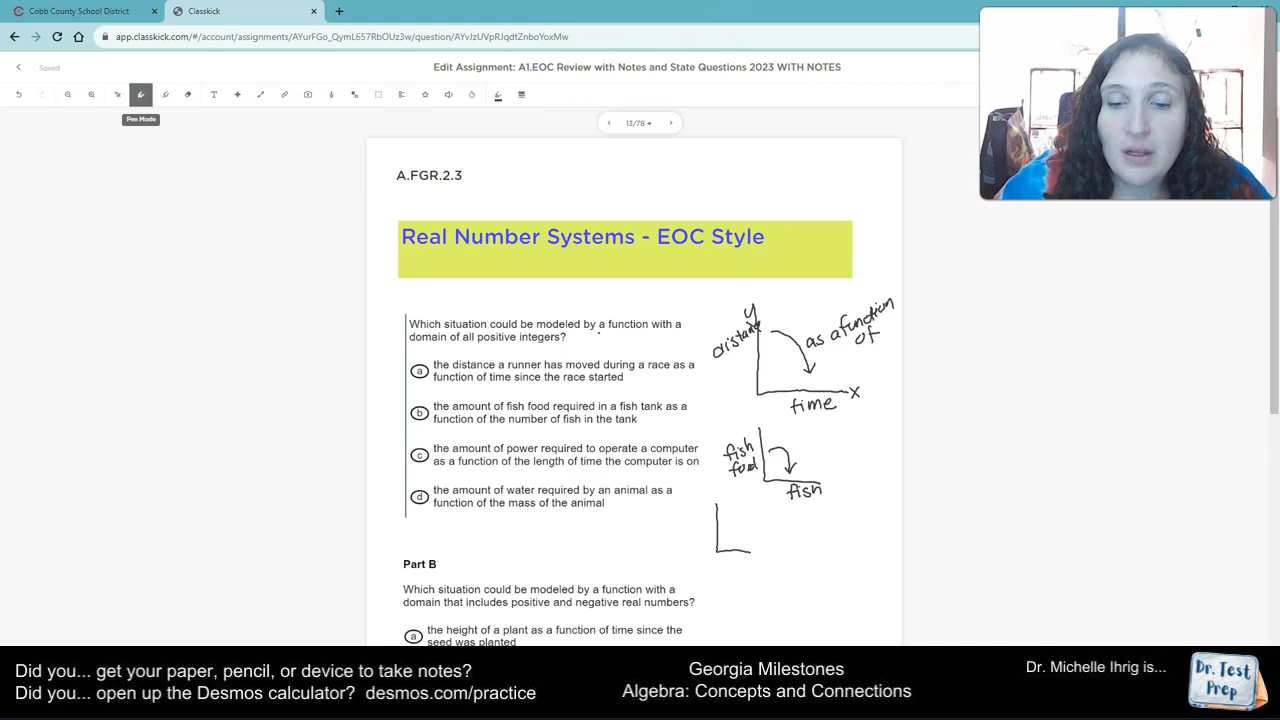 Cobb County School District
Classkick
app.classkick.com/#/account/assignments/AYurFGo_QymL657RbOUz3w/question/AYvJzUVpRJqdtZnboYoxMw
Saved
Edit Assignment: A1.EOC Review with Notes and State Questions 2023 WITH NOTES
Pen Mode
13/78
A.FGR.2.3
Real Number Systems - EOC Style
Which situation could be modeled by a function with a
domain of all positive integers?
a the distance a runner has moved during a race as a
function of time since the race started
b the amount of fish food required in a fish tank as a
function of the number of fish in the tank
c the amount of power required to operate a computer
as a function of the length of time the computer is on
d the amount of water required by an animal as a
function of the mass of the animal
y
distance
as a function
of
x
time
fish
food
fish
Part B
Which situation could be modeled by a function with a
domain that includes positive and negative real numbers?
a the height of a plant as a function of time since the
seed was planted
Did you... get your paper, pencil, or device to take notes?
Did you... open up the Desmos calculator? desmos.com/practice
Georgia Milestones
Algebra: Concepts and Connections
Dr. Michelle Ihrig is...
Dr. Test
Prep